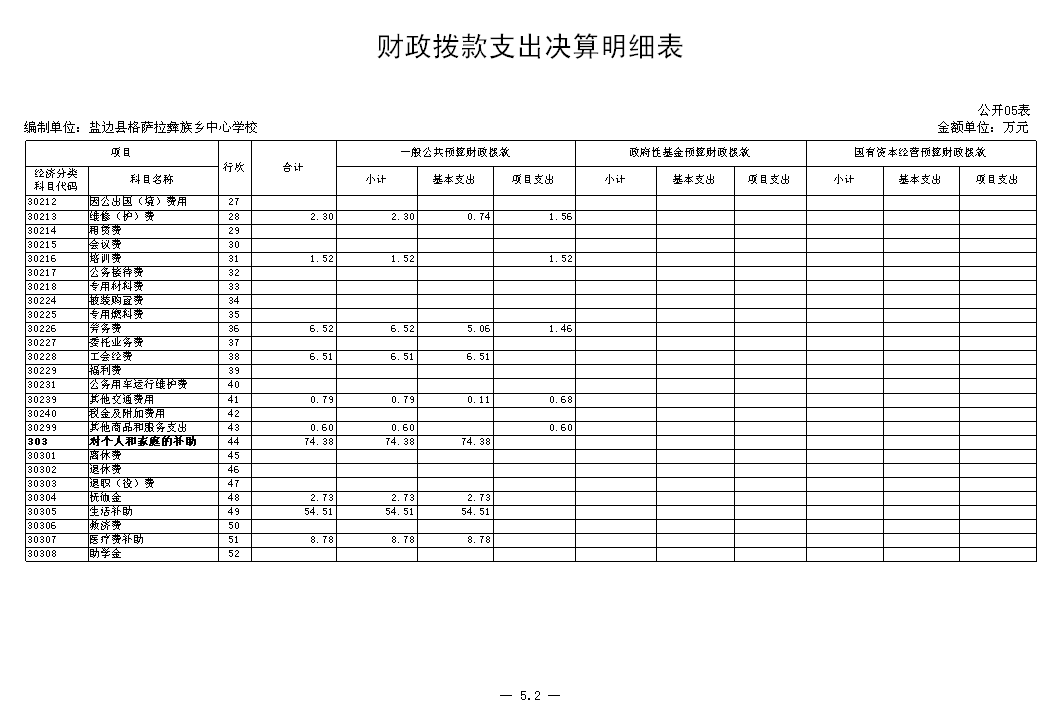 财政拨款支出决算明细表
公开05表
编制单位：盐边县格萨拉彝族乡中心学校 金额单位：万元
项目 行次 合计 一般公共预算财政拨款 政府性基金预算财政拨款 国有资本经营预算财政拨款
经济分类科目代码 科目名称 小计 基本支出 项目支出 小计 基本支出 项目支出 小计 基本支出 项目支出
30212 因公出国（境）费用 27
30213 维修（护）费 28 2.30 2.30 0.74 1.56
30214 租赁费 29
30215 会议费 30
30216 培训费 31 1.52 1.52 1.52
30217 公务接待费 32
30218 专用材料费 33
30224 被装购置费 34
30225 专用燃料费 35
30226 劳务费 36 6.52 6.52 5.06 1.46
30227 委托业务费 37
30228 工会经费 38 6.51 6.51 6.51
30229 福利费 39
30231 公务用车运行维护费 40
30239 其他交通费用 41 0.79 0.79 0.11 0.68
30240 税金及附加费用 42
30299 其他商品和服务支出 43 0.60 0.60 0.60
303 对个人和家庭的补助 44 74.38 74.38 74.38
30301 离休费 45
30302 退休费 46
30303 退职（役）费 47
30304 抚恤金 48 2.73 2.73 2.73
30305 生活补助 49 54.51 54.51 54.51
30306 救济费 50
30307 医疗费补助 51 8.78 8.78 8.78
30308 助学金 52
— 5.2 —